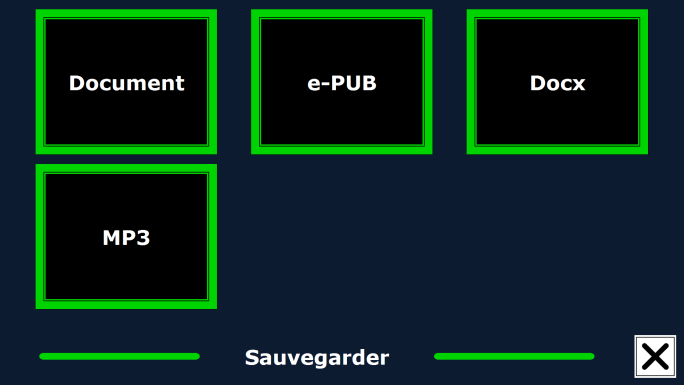 Document
e-PUB
Docx
MP3
Sauvegarder